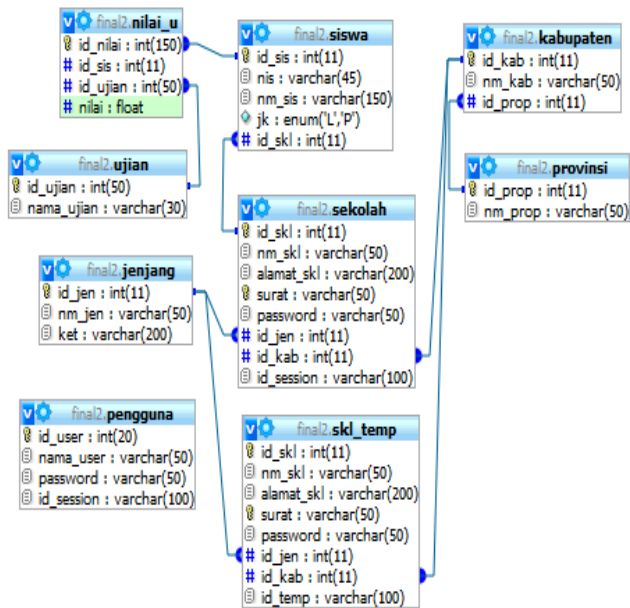 final2.nilai_u
id_nilai : int(150)
id_sis : int(11)
id_ujian : int(50)
nilai : float
final2.siswa
id_sis : int(11)
nis : varchar(45)
nm_sis : varchar(150)
jk : enum('L','P')
id_skl : int(11)
final2.kabupaten
id_kab : int(11)
nm_kab : varchar(50)
id_prop : int(11)
final2.ujian
id_ujian : int(50)
nama_ujian : varchar(30)
final2.provinsi
id_prop : int(11)
nm_prop : varchar(50)
final2.sekolah
id_skl : int(11)
nm_skl : varchar(50)
alamat_skl : varchar(200)
surat : varchar(50)
password : varchar(50)
id_jen : int(11)
id_kab : int(11)
id_session : varchar(100)
final2.jenjang
id_jen : int(11)
nm_jen : varchar(50)
ket : varchar(200)
final2.pengguna
id_user : int(20)
nama_user : varchar(50)
password : varchar(50)
id_session : varchar(100)
final2.skl_temp
id_skl : int(11)
nm_skl : varchar(50)
alamat_skl : varchar(200)
surat : varchar(50)
password : varchar(50)
id_jen : int(11)
id_kab : int(11)
id_temp : varchar(100)